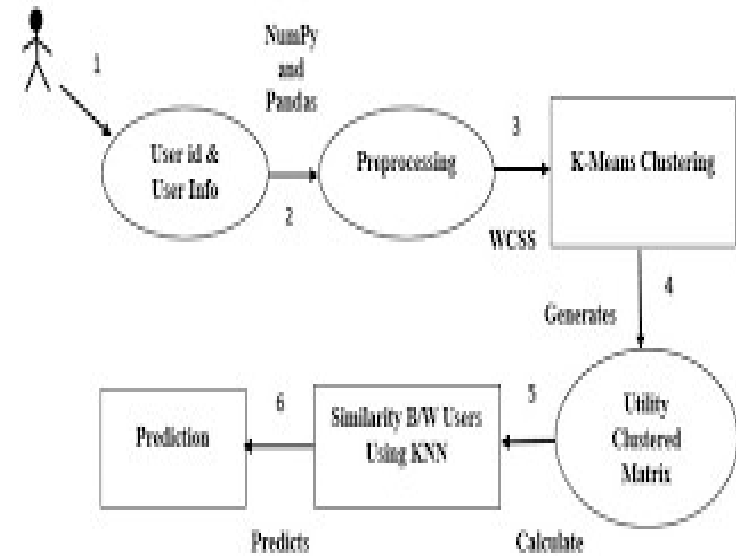 1
NumPy
and
Pandas
User id &
User Info
2
Preprocessing
3
WCSS
K-Means Clustering
4
Generates
Utility
Clustered
Matrix
5
Calculate
Similarity B/W Users
Using KNN
6
Predicts
Prediction